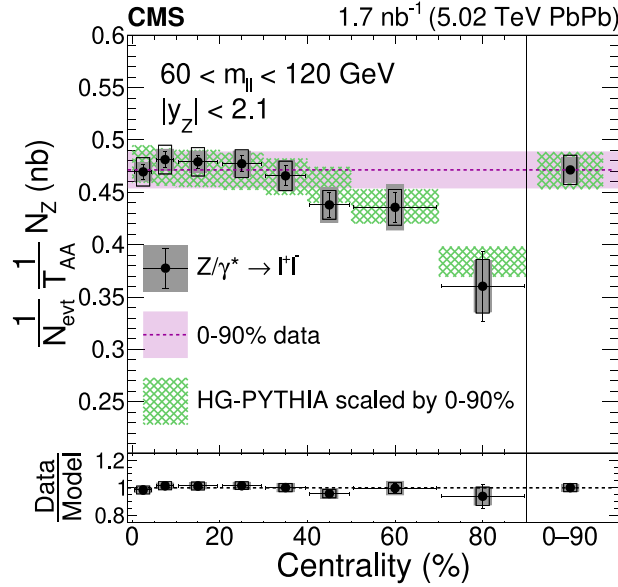 CMS 1.7 nb⁻¹ (5.02 TeV PbPb)
0.6
60 < m_ll < 120 GeV
|y_Z| < 2.1
0.55
0.5
0.45
0.4
0.35
0.3
0.25
1/N_evt 1/T_AA N_Z (nb)
Z/γ* → l⁺l⁻
0-90% data
HG-PYTHIA scaled by 0-90%
1.2
1
0.8
Data/Model
0 20 40 60 80 0–90
Centrality (%)